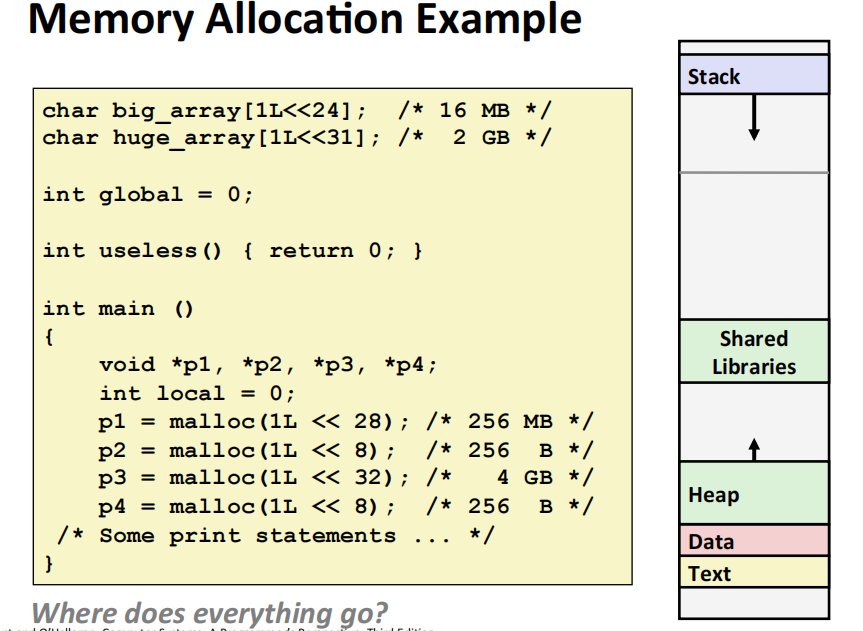 Memory Allocation Example
char big_array[1L<<24];  /* 16 MB */
char huge_array[1L<<31]; /*  2 GB */
int global = 0;
int useless() { return 0; }
int main ()
{
    void *p1, *p2, *p3, *p4;
    int local = 0;
    p1 = malloc(1L << 28); /* 256 MB */
    p2 = malloc(1L << 8);  /* 256  B */
    p3 = malloc(1L << 32); /*   4 GB */
    p4 = malloc(1L << 8);  /* 256  B */
 /* Some print statements ... */
}
Where does everything go?
Stack
Shared
Libraries
Heap
Data
Text